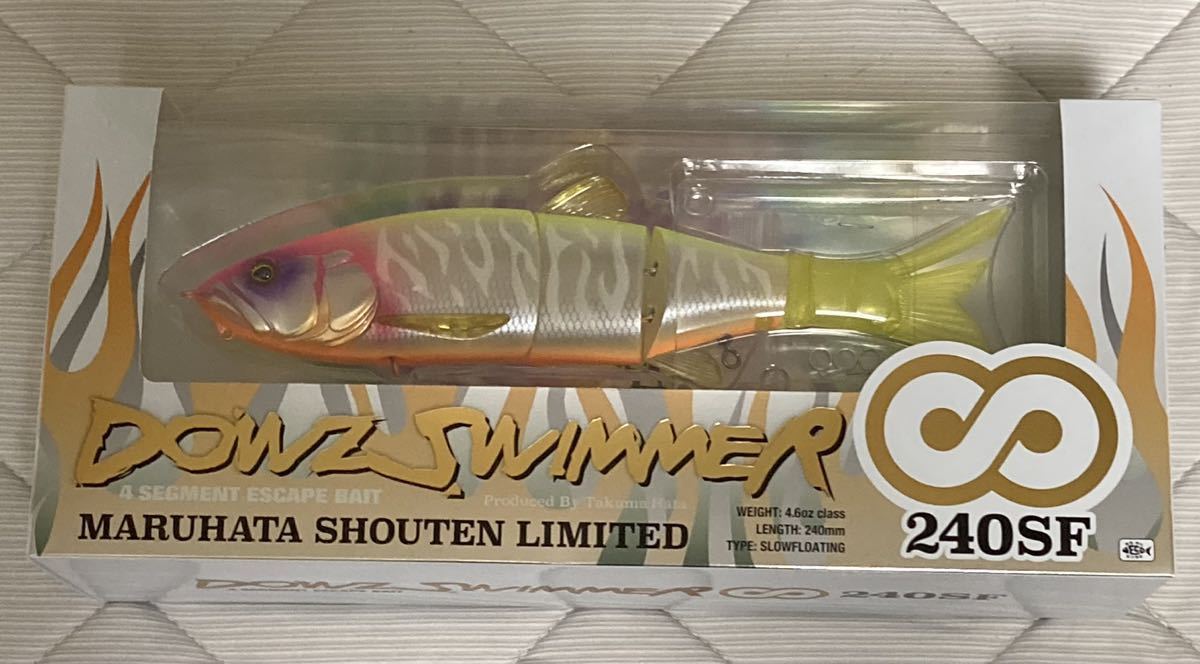 DOWZ SWIMMER
4 SEGMENT ESCAPE BAIT
Produced By Takuma Hata
MARUHATA SHOUTEN LIMITED
WEIGHT: 4.6oz class
LENGTH: 240mm
TYPE: SLOWFLOATING
240SF
DOWZ SWIMMER
240SF